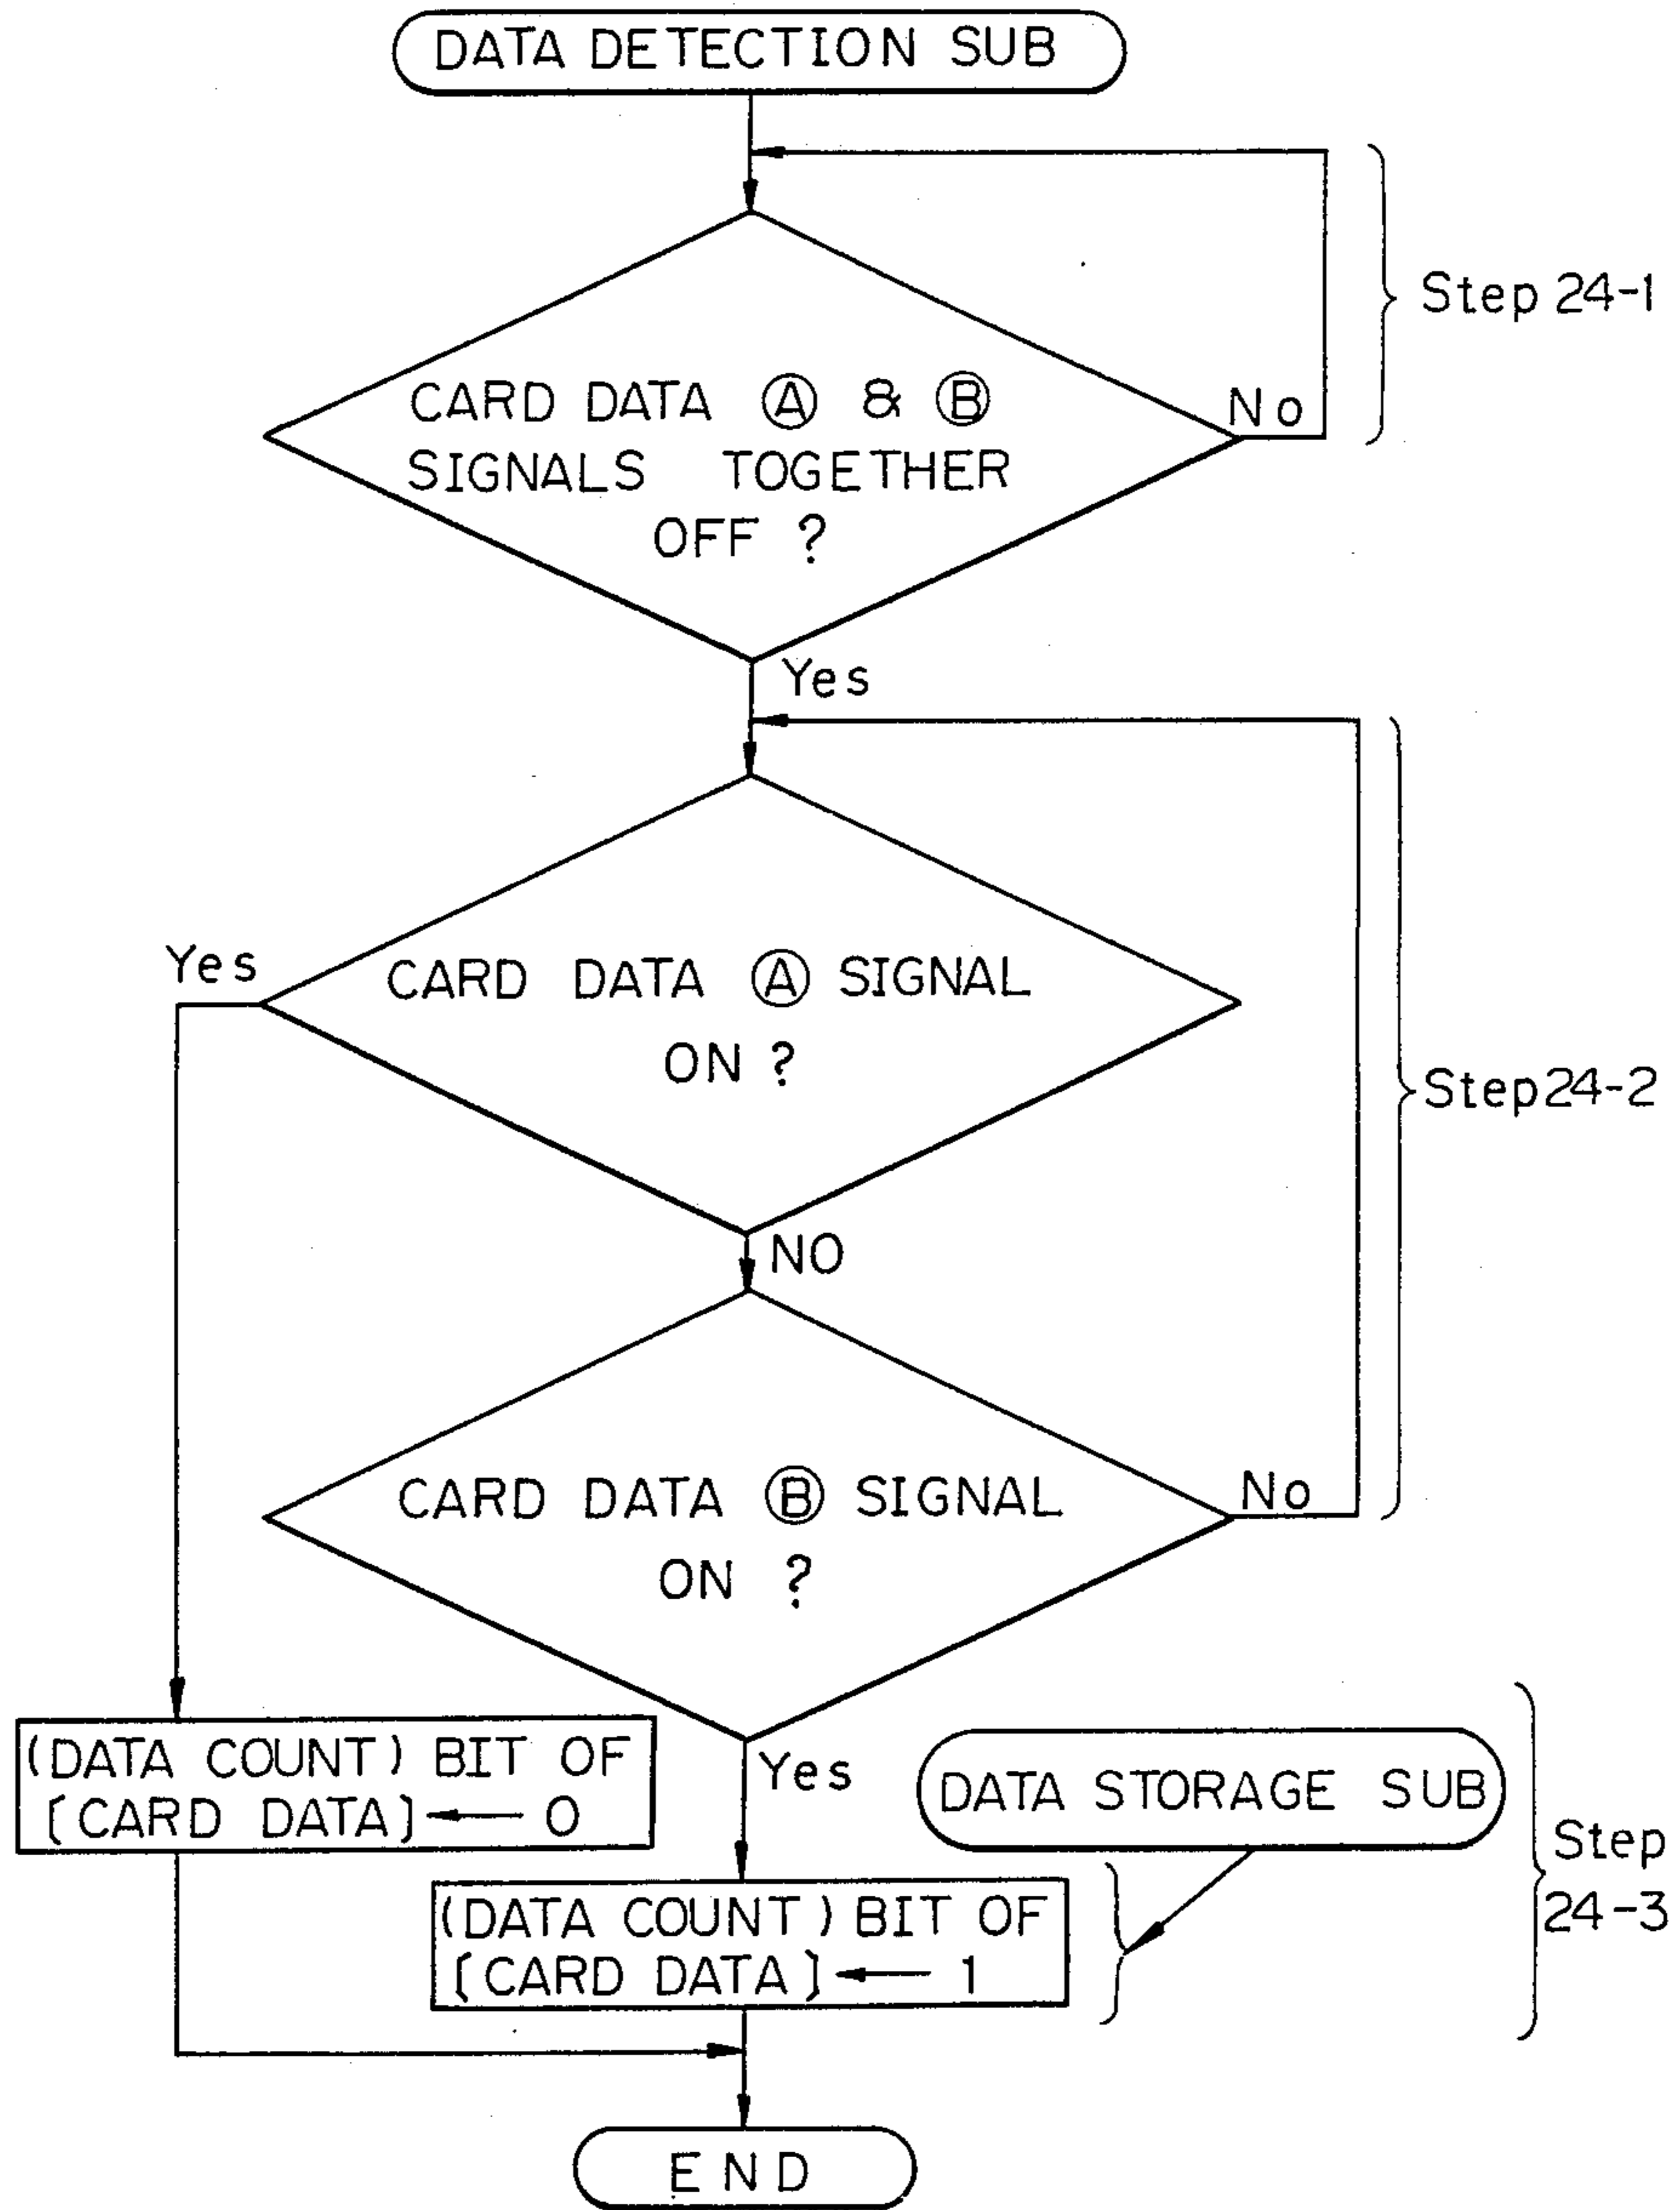 DATA DETECTION SUB
Step 24-1
CARD DATA Ⓐ & Ⓑ
SIGNALS TOGETHER
OFF ?
No
Yes
Yes
CARD DATA Ⓐ SIGNAL
ON ?
Step 24-2
NO
CARD DATA Ⓑ SIGNAL
ON ?
No
(DATA COUNT) BIT OF
[CARD DATA] ← 0
Yes
DATA STORAGE SUB
Step
24-3
(DATA COUNT) BIT OF
[CARD DATA] ← 1
END